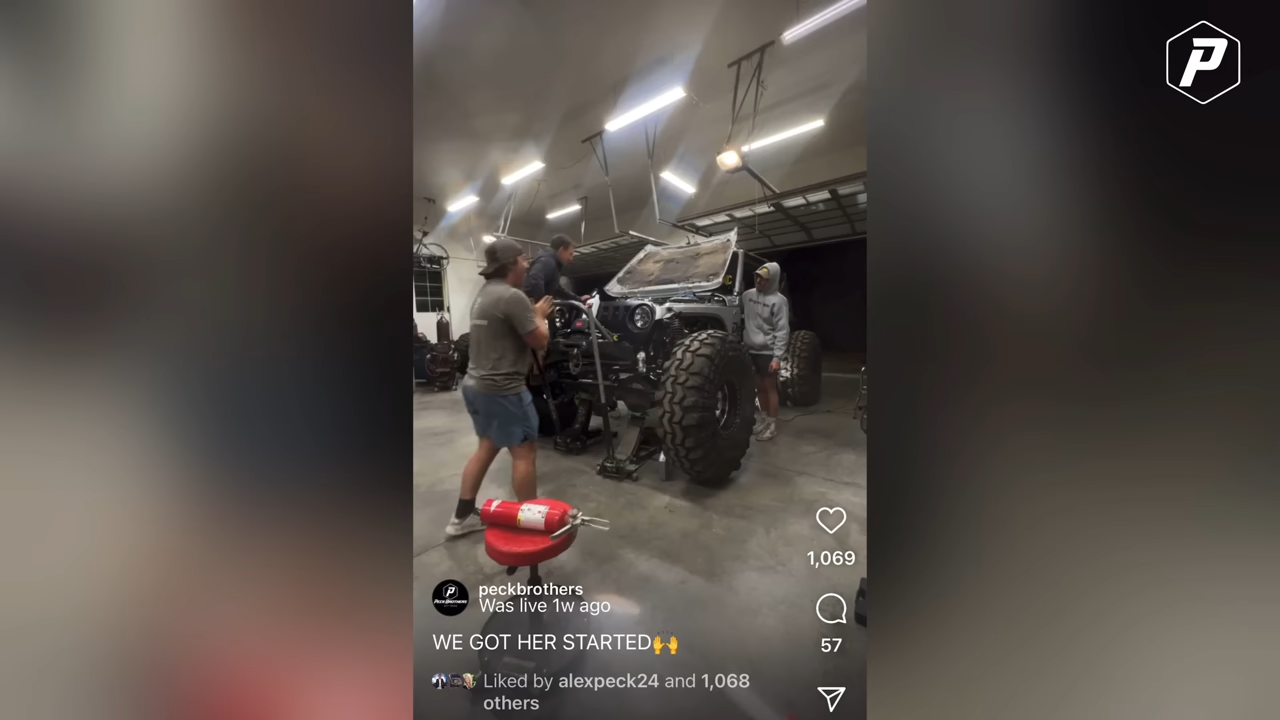 P
1,069
peckbrothers
Was live 1w ago
WE GOT HER STARTED🙌
57
Liked by alexpeck24 and 1,068
others